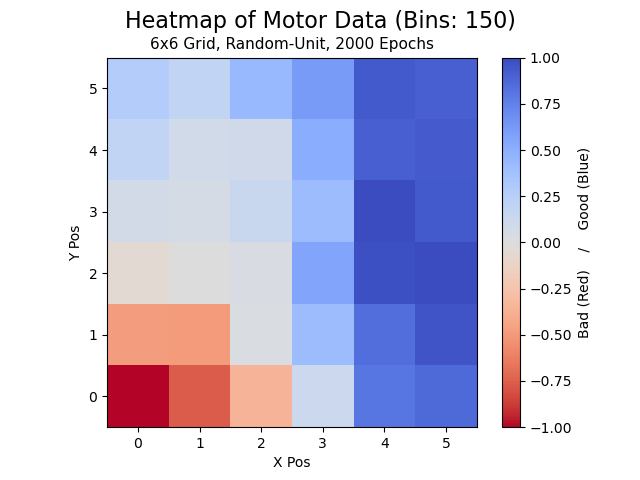 Heatmap of Motor Data (Bins: 150)
6x6 Grid, Random-Unit, 2000 Epochs
Y Pos
5
4
3
2
1
0
0 1 2 3 4 5
X Pos
1.00
0.75
0.50
0.25
0.00
−0.25
−0.50
−0.75
−1.00
Bad (Red) / Good (Blue)